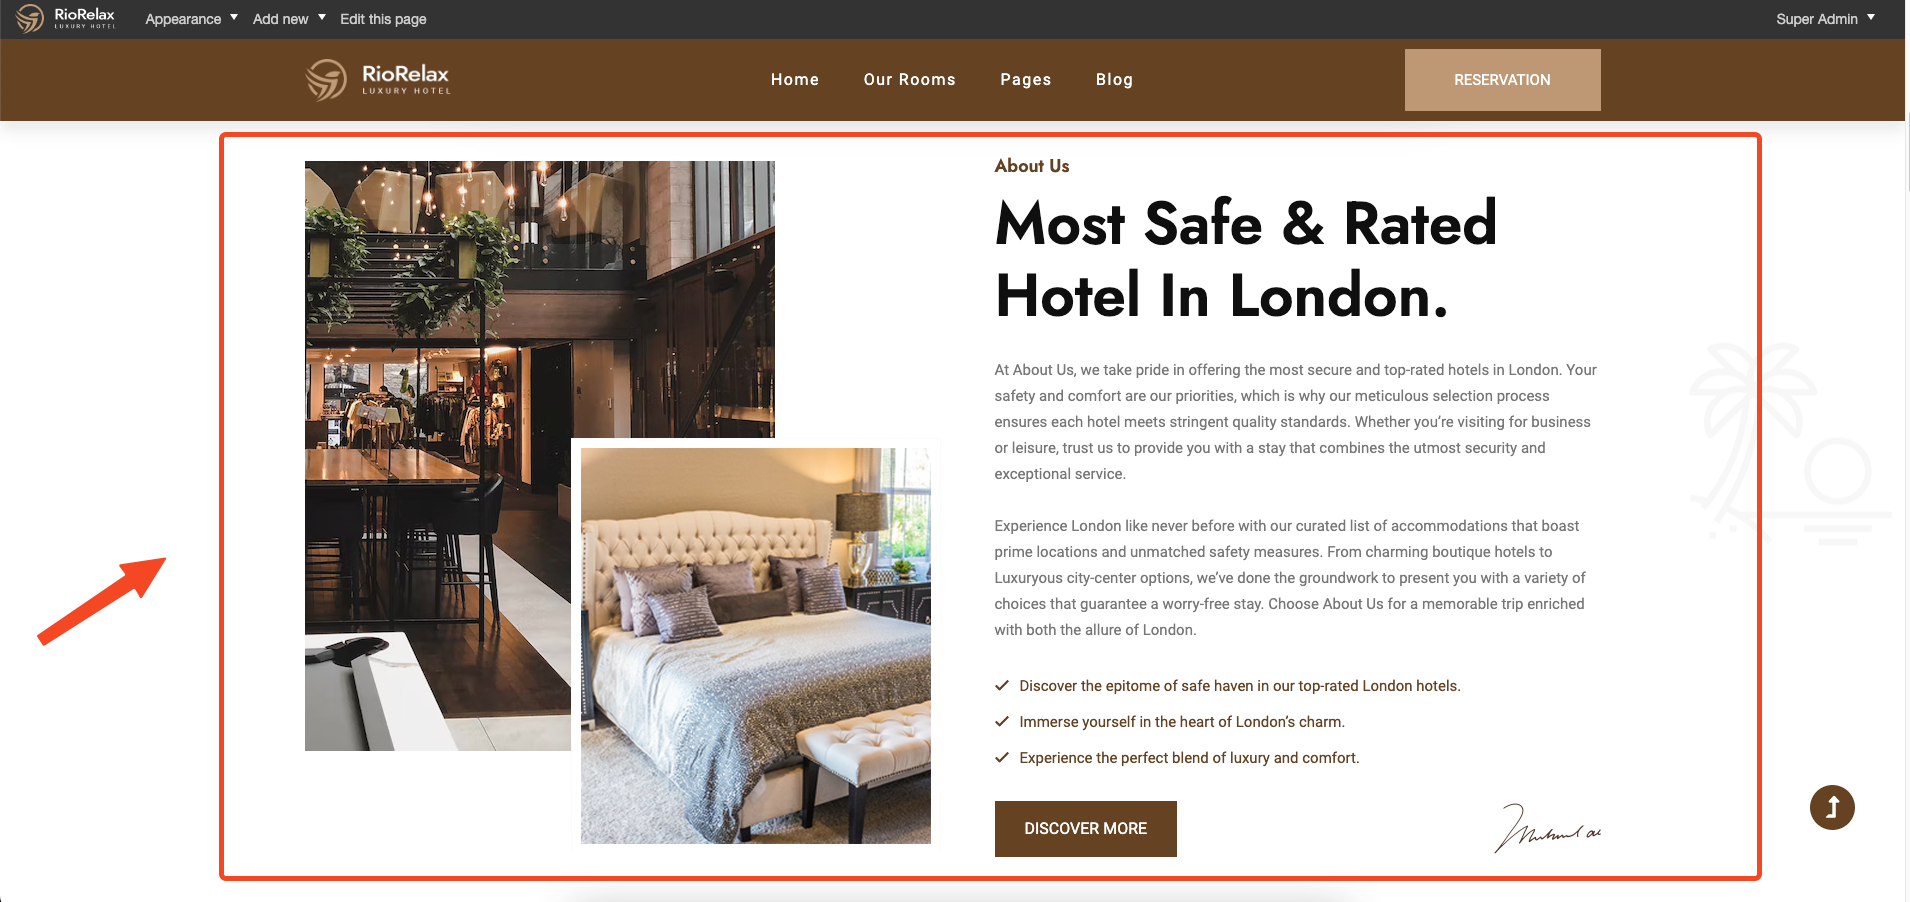 RioRelax
LUXURY HOTEL
Appearance
Add new
Edit this page
Super Admin
RioRelax
LUXURY HOTEL
Home
Our Rooms
Pages
Blog
RESERVATION
About Us
Most Safe & Rated
Hotel In London.
At About Us, we take pride in offering the most secure and top-rated hotels in London. Your
safety and comfort are our priorities, which is why our meticulous selection process
ensures each hotel meets stringent quality standards. Whether you’re visiting for business
or leisure, trust us to provide you with a stay that combines the utmost security and
exceptional service.
Experience London like never before with our curated list of accommodations that boast
prime locations and unmatched safety measures. From charming boutique hotels to
Luxuryous city-center options, we’ve done the groundwork to present you with a variety of
choices that guarantee a worry-free stay. Choose About Us for a memorable trip enriched
with both the allure of London.
Discover the epitome of safe haven in our top-rated London hotels.
Immerse yourself in the heart of London’s charm.
Experience the perfect blend of luxury and comfort.
DISCOVER MORE